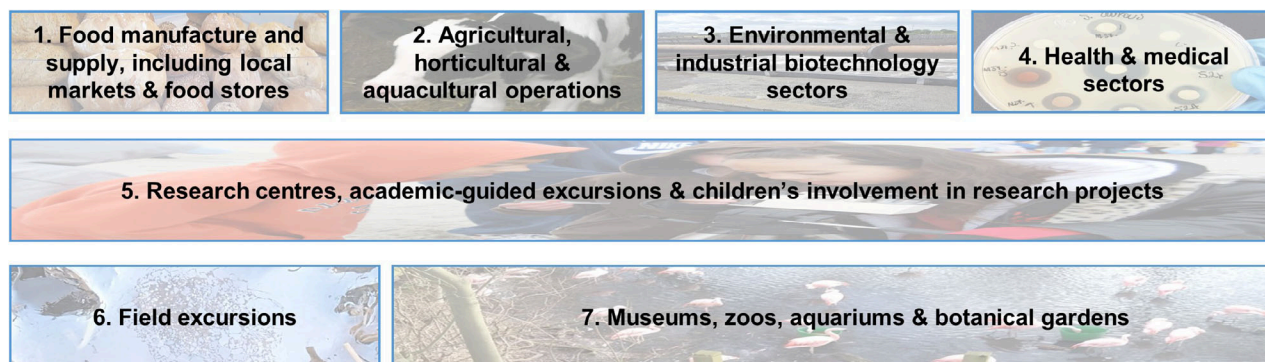 1. Food manufacture and
supply, including local
markets & food stores
2. Agricultural,
horticultural &
aquacultural operations
3. Environmental &
industrial biotechnology
sectors
4. Health & medical
sectors
5. Research centres, academic-guided excursions & children’s involvement in research projects
6. Field excursions
7. Museums, zoos, aquariums & botanical gardens